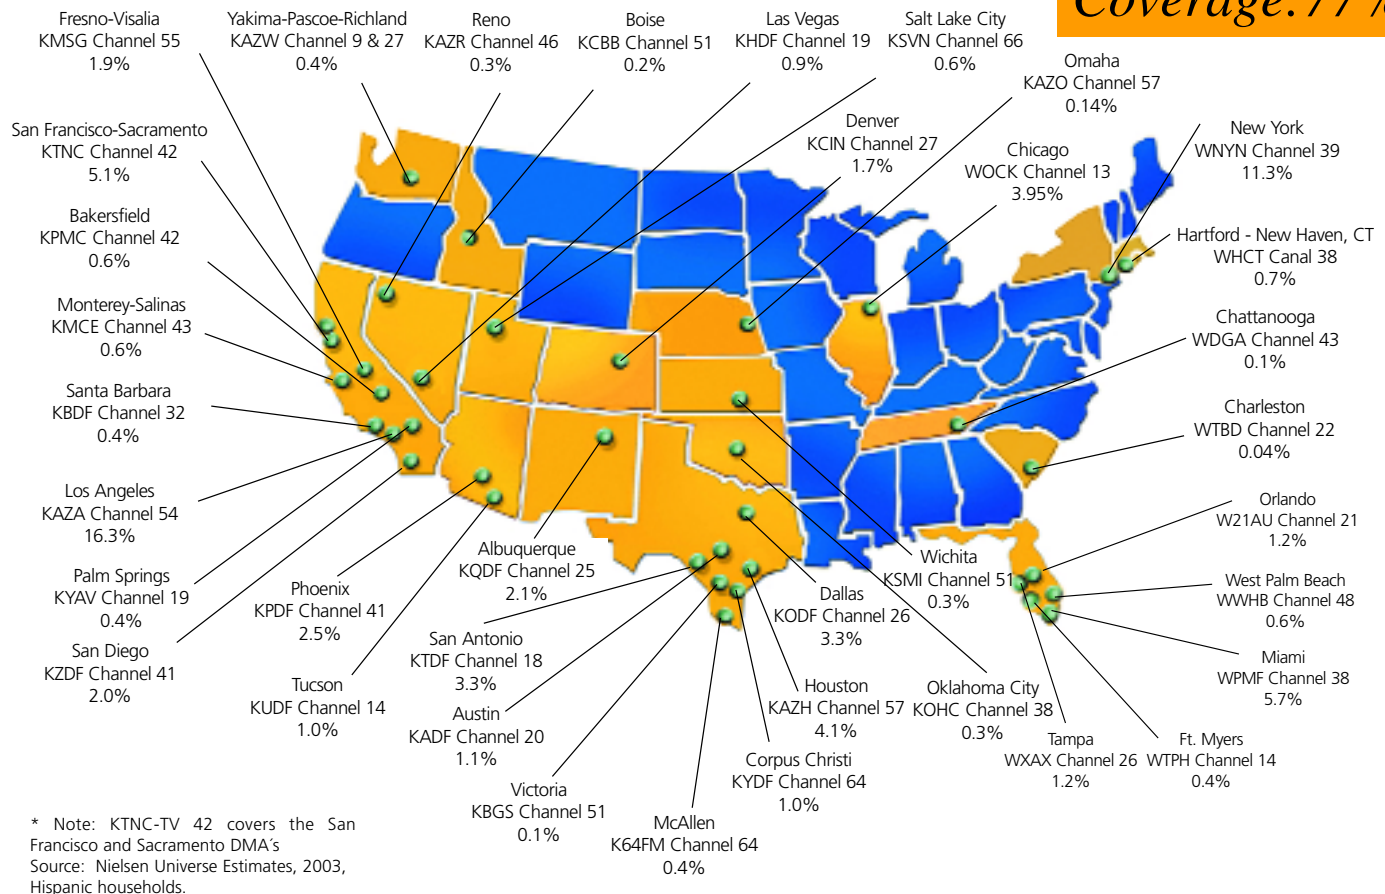 Coverage: 77%
Fresno-Visalia
KMSG Channel 55
1.9%
Yakima-Pascoe-Richland
KAZW Channel 9 & 27
0.4%
Reno
KAZR Channel 46
0.3%
Boise
KCBB Channel 51
0.2%
Las Vegas
KHDF Channel 19
0.9%
Salt Lake City
KSVN Channel 66
0.6%
Omaha
KAZO Channel 57
0.14%
San Francisco-Sacramento
KTNC Channel 42
5.1%
Denver
KCIN Channel 27
1.7%
Chicago
WOCK Channel 13
3.95%
New York
WNYN Channel 39
11.3%
Bakersfield
KPMC Channel 42
0.6%
Hartford - New Haven, CT
WHCT Canal 38
0.7%
Monterey-Salinas
KMCE Channel 43
0.6%
Chattanooga
WDGA Channel 43
0.1%
Santa Barbara
KBDF Channel 32
0.4%
Charleston
WTBD Channel 22
0.04%
Los Angeles
KAZA Channel 54
16.3%
Orlando
W21AU Channel 21
1.2%
Palm Springs
KYAV Channel 19
0.4%
Phoenix
KPDF Channel 41
2.5%
Albuquerque
KQDF Channel 25
2.1%
Dallas
KODF Channel 26
3.3%
Wichita
KSMI Channel 51
0.3%
West Palm Beach
WWHB Channel 48
0.6%
San Diego
KZDF Channel 41
2.0%
San Antonio
KTDF Channel 18
3.3%
Miami
WPMF Channel 38
5.7%
Tucson
KUDF Channel 14
1.0%
Austin
KADF Channel 20
1.1%
Houston
KAZH Channel 57
4.1%
Oklahoma City
KOHC Channel 38
0.3%
Tampa
WXAX Channel 26
1.2%
Ft. Myers
WTPH Channel 14
0.4%
Corpus Christi
KYDF Channel 64
1.0%
Victoria
KBGS Channel 51
0.1%
McAllen
K64FM Channel 64
0.4%
* Note: KTNC-TV 42 covers the San
Francisco and Sacramento DMA´s
Source: Nielsen Universe Estimates, 2003,
Hispanic households.